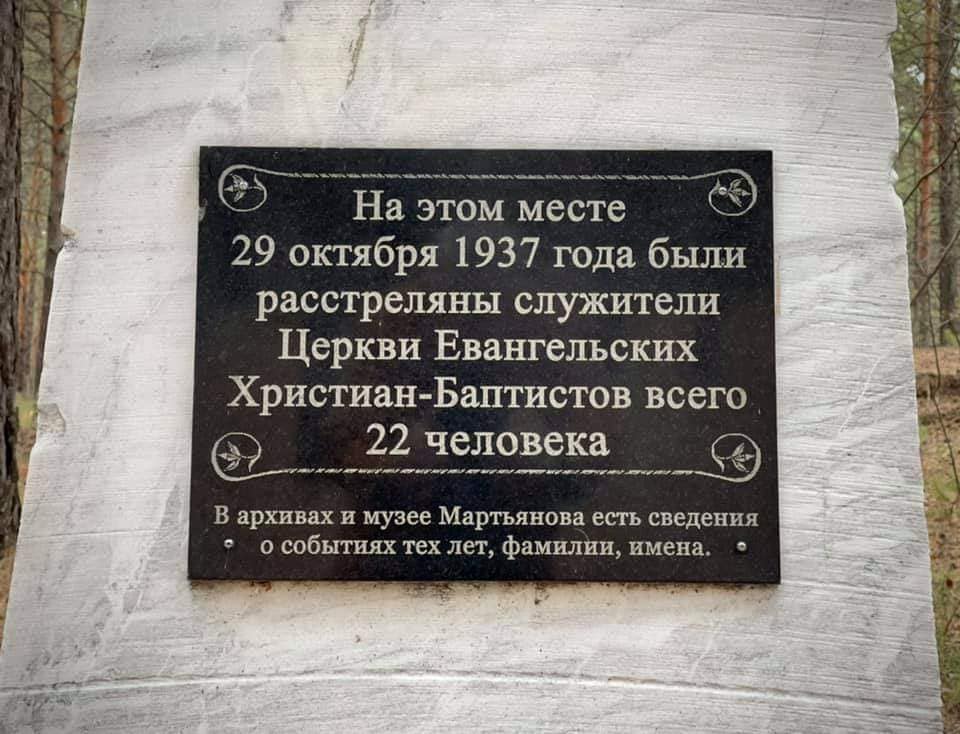 На этом месте
29 октября 1937 года были
расстреляны служители
Церкви Евангельских
Христиан-Баптистов всего
22 человека
В архивах и музее Мартьянова есть сведения
о событиях тех лет, фамилии, имена.